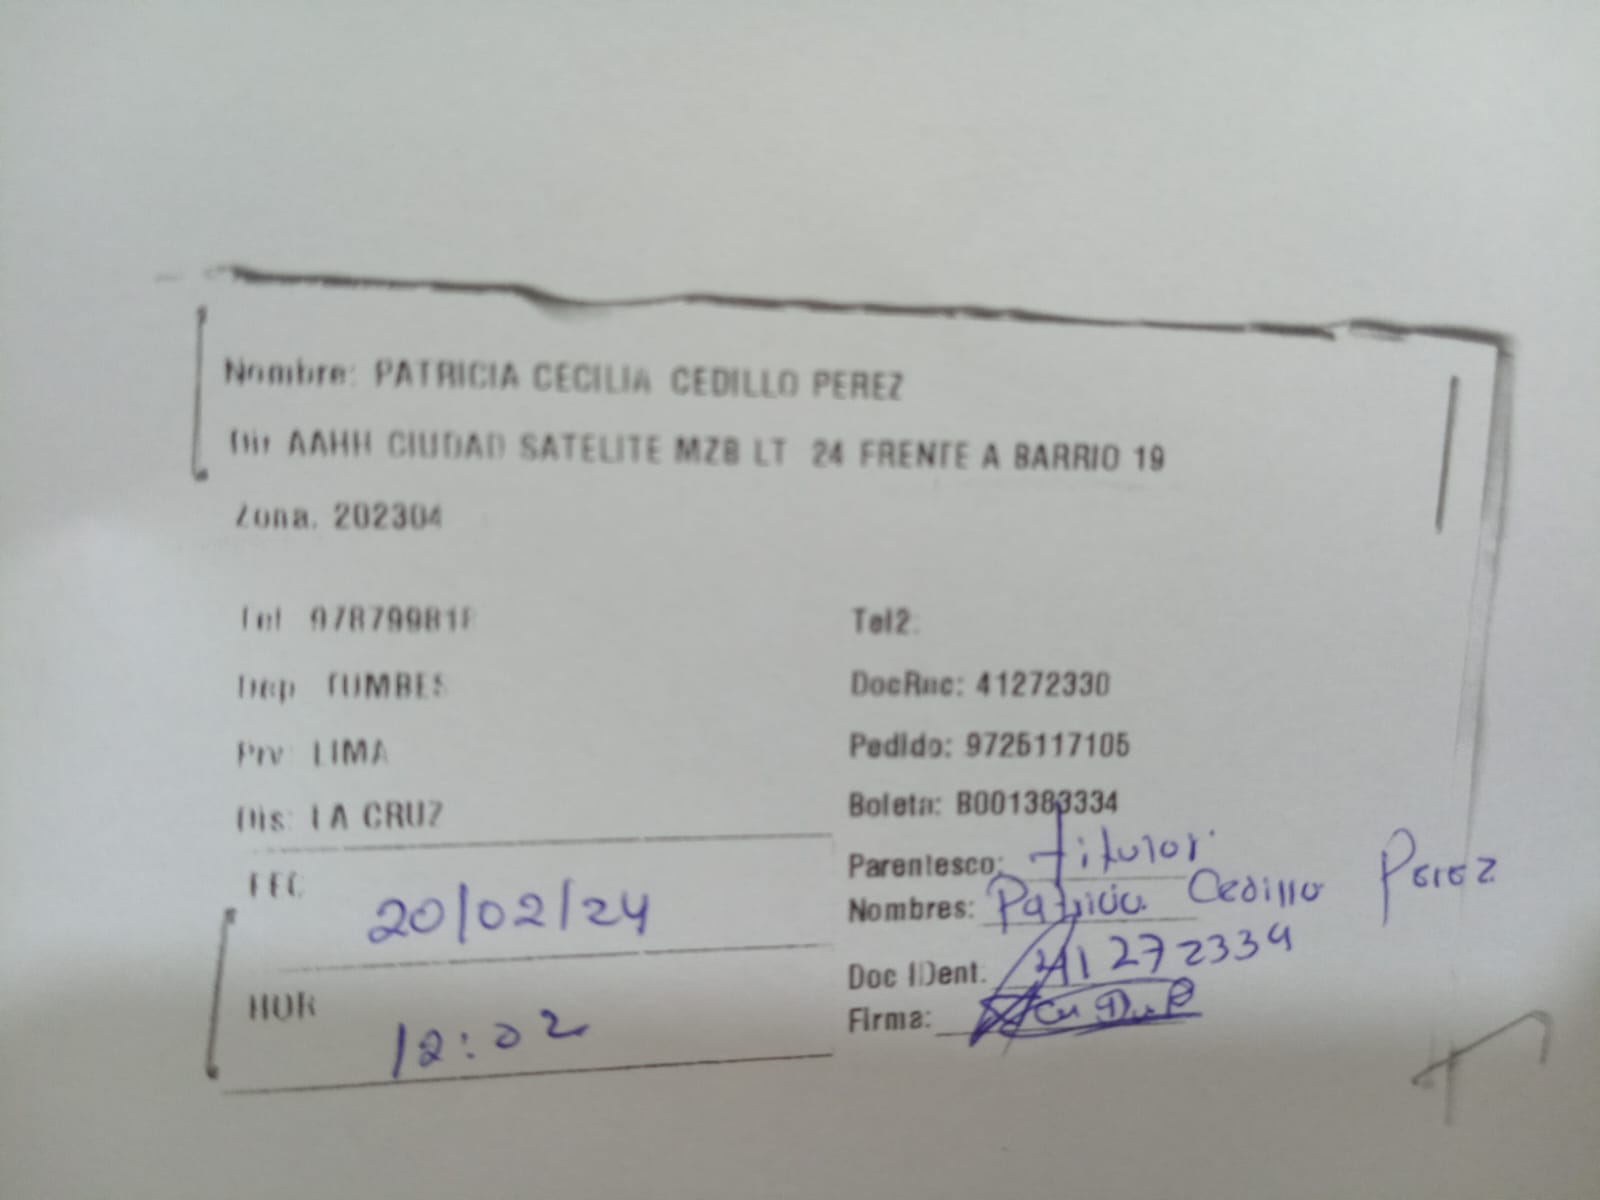 Nombre: PATRICIA CECILIA CEDILLO PEREZ
Dir AAHH CIUDAD SATELITE MZB LT 24 FRENTE A BARRIO 19
Zona. 202304
Tel
Tel2:
Dep TUMBES
DocRuc: 41272330
Prv LIMA
Pedido: 9725117105
Dis: LA CRUZ
Boleta: B001383334
Parentesco: titular
FEC 20/02/24
Nombres: Patricia Cedillo Perez
Doc IDent. 41272339
HOR 12:02
Firma: